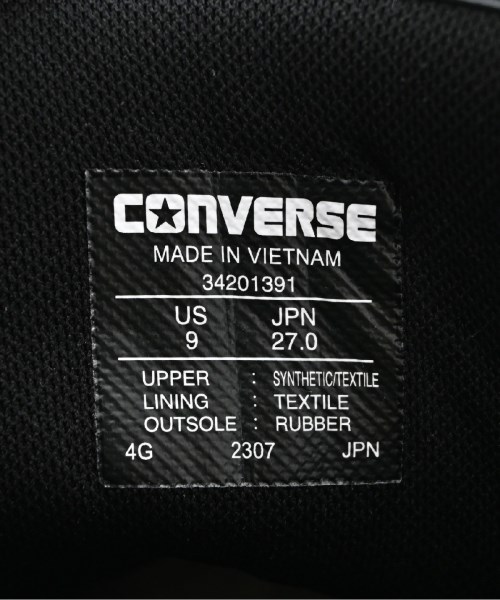 CONVERSE
MADE IN VIETNAM
34201391
US JPN
9 27.0
UPPER : SYNTHETIC/TEXTILE
LINING : TEXTILE
OUTSOLE : RUBBER
4G 2307 JPN